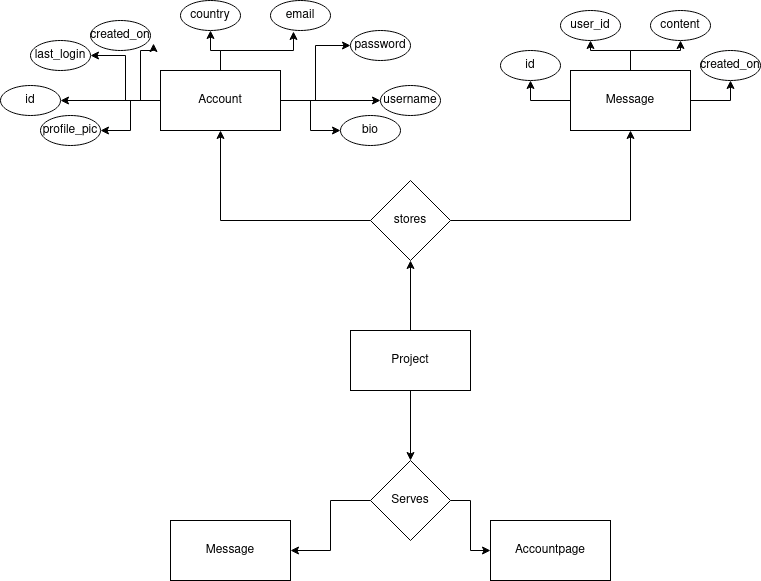 country
email
user_id
content
created_on
last_login
password
id
created_on
id
Account
username
Message
profile_pic
bio
stores
Project
Serves
Message
Accountpage